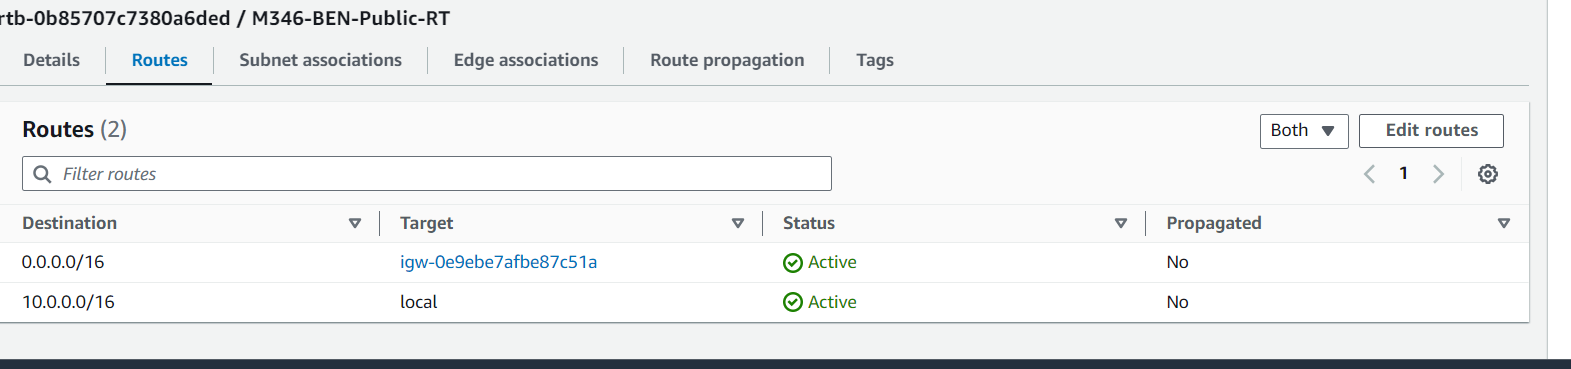 rtb-0b85707c7380a6ded / M346-BEN-Public-RT
Details Routes Subnet associations Edge associations Route propagation Tags
Routes (2) Both Edit routes
Filter routes 1
Destination Target Status Propagated
0.0.0.0/16 igw-0e9ebe7afbe87c51a Active No
10.0.0.0/16 local Active No